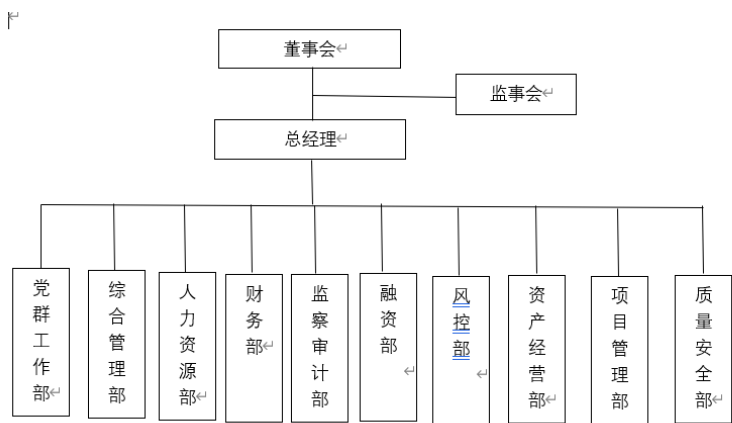 董事会
监事会
总经理
党群工作部
综合管理部
人力资源部
财务部
监察审计部
融资部
风控部
资产经营部
项目管理部
质量安全部